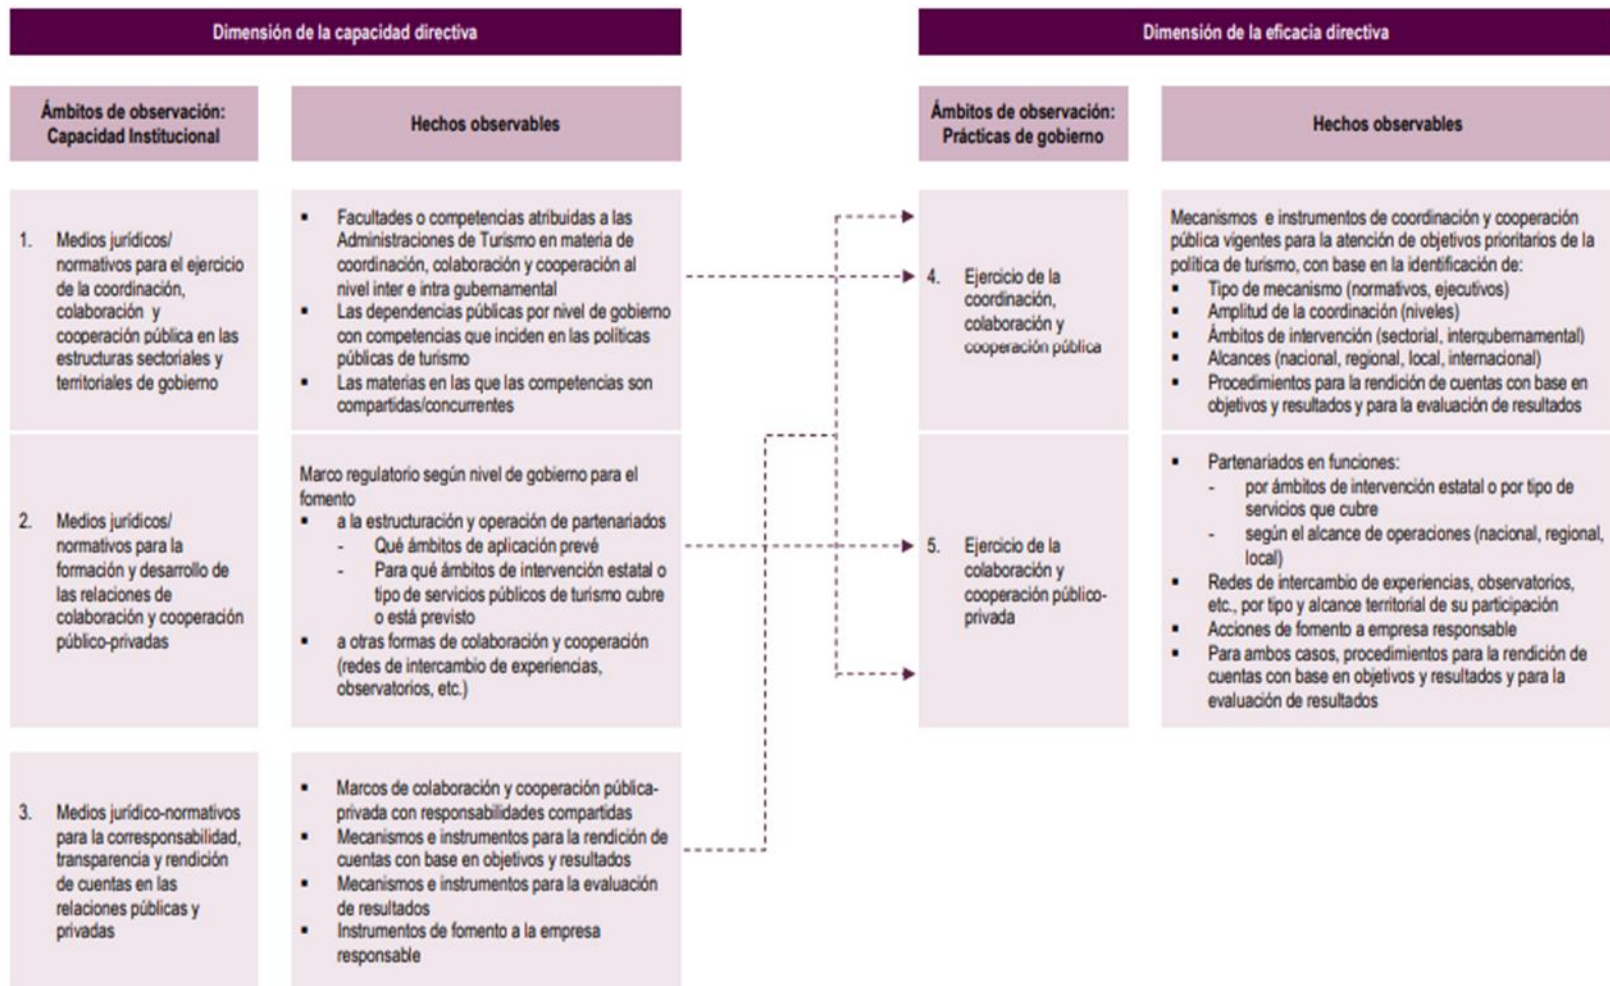 Dimensión de la capacidad directiva
Dimensión de la eficacia directiva
Ámbitos de observación:
Capacidad Institucional
Hechos observables
Ámbitos de observación:
Prácticas de gobierno
Hechos observables
1. Medios jurídicos/
normativos para el ejercicio
de la coordinación,
colaboración y
cooperación pública en las
estructuras sectoriales y
territoriales de gobierno
▪ Facultades o competencias atribuidas a las
Administraciones de Turismo en materia de
coordinación, colaboración y cooperación al
nivel inter e intra gubernamental
▪ Las dependencias públicas por nivel de gobierno
con competencias que inciden en las políticas
públicas de turismo
▪ Las materias en las que las competencias son
compartidas/concurrentes
4. Ejercicio de la
coordinación,
colaboración y
cooperación pública
Mecanismos e instrumentos de coordinación y cooperación
pública vigentes para la atención de objetivos prioritarios de la
política de turismo, con base en la identificación de:
▪ Tipo de mecanismo (normativos, ejecutivos)
▪ Amplitud de la coordinación (niveles)
▪ Ámbitos de intervención (sectorial, intergubernamental)
▪ Alcances (nacional, regional, local, internacional)
▪ Procedimientos para la rendición de cuentas con base en
objetivos y resultados y para la evaluación de resultados
2. Medios jurídicos/
normativos para la
formación y desarrollo de
las relaciones de
colaboración y cooperación
público-privadas
Marco regulatorio según nivel de gobierno para el
fomento
▪ a la estructuración y operación de partenariados
- Qué ámbitos de aplicación prevé
- Para qué ámbitos de intervención estatal o
tipo de servicios públicos de turismo cubre
o está previsto
▪ a otras formas de colaboración y cooperación
(redes de intercambio de experiencias,
observatorios, etc.)
5. Ejercicio de la
colaboración y
cooperación público-
privada
▪ Partenariados en funciones:
- por ámbitos de intervención estatal o por tipo de
servicios que cubre
- según el alcance de operaciones (nacional, regional,
local)
▪ Redes de intercambio de experiencias, observatorios,
etc., por tipo y alcance territorial de su participación
▪ Acciones de fomento a empresa responsable
▪ Para ambos casos, procedimientos para la rendición de
cuentas con base en objetivos y resultados y para la
evaluación de resultados
3. Medios jurídico-normativos
para la corresponsabilidad,
transparencia y rendición
de cuentas en las
relaciones públicas y
privadas
▪ Marcos de colaboración y cooperación pública-
privada con responsabilidades compartidas
▪ Mecanismos e instrumentos para la rendición de
cuentas con base en objetivos y resultados
▪ Mecanismos e instrumentos para la evaluación
de resultados
▪ Instrumentos de fomento a la empresa
responsable